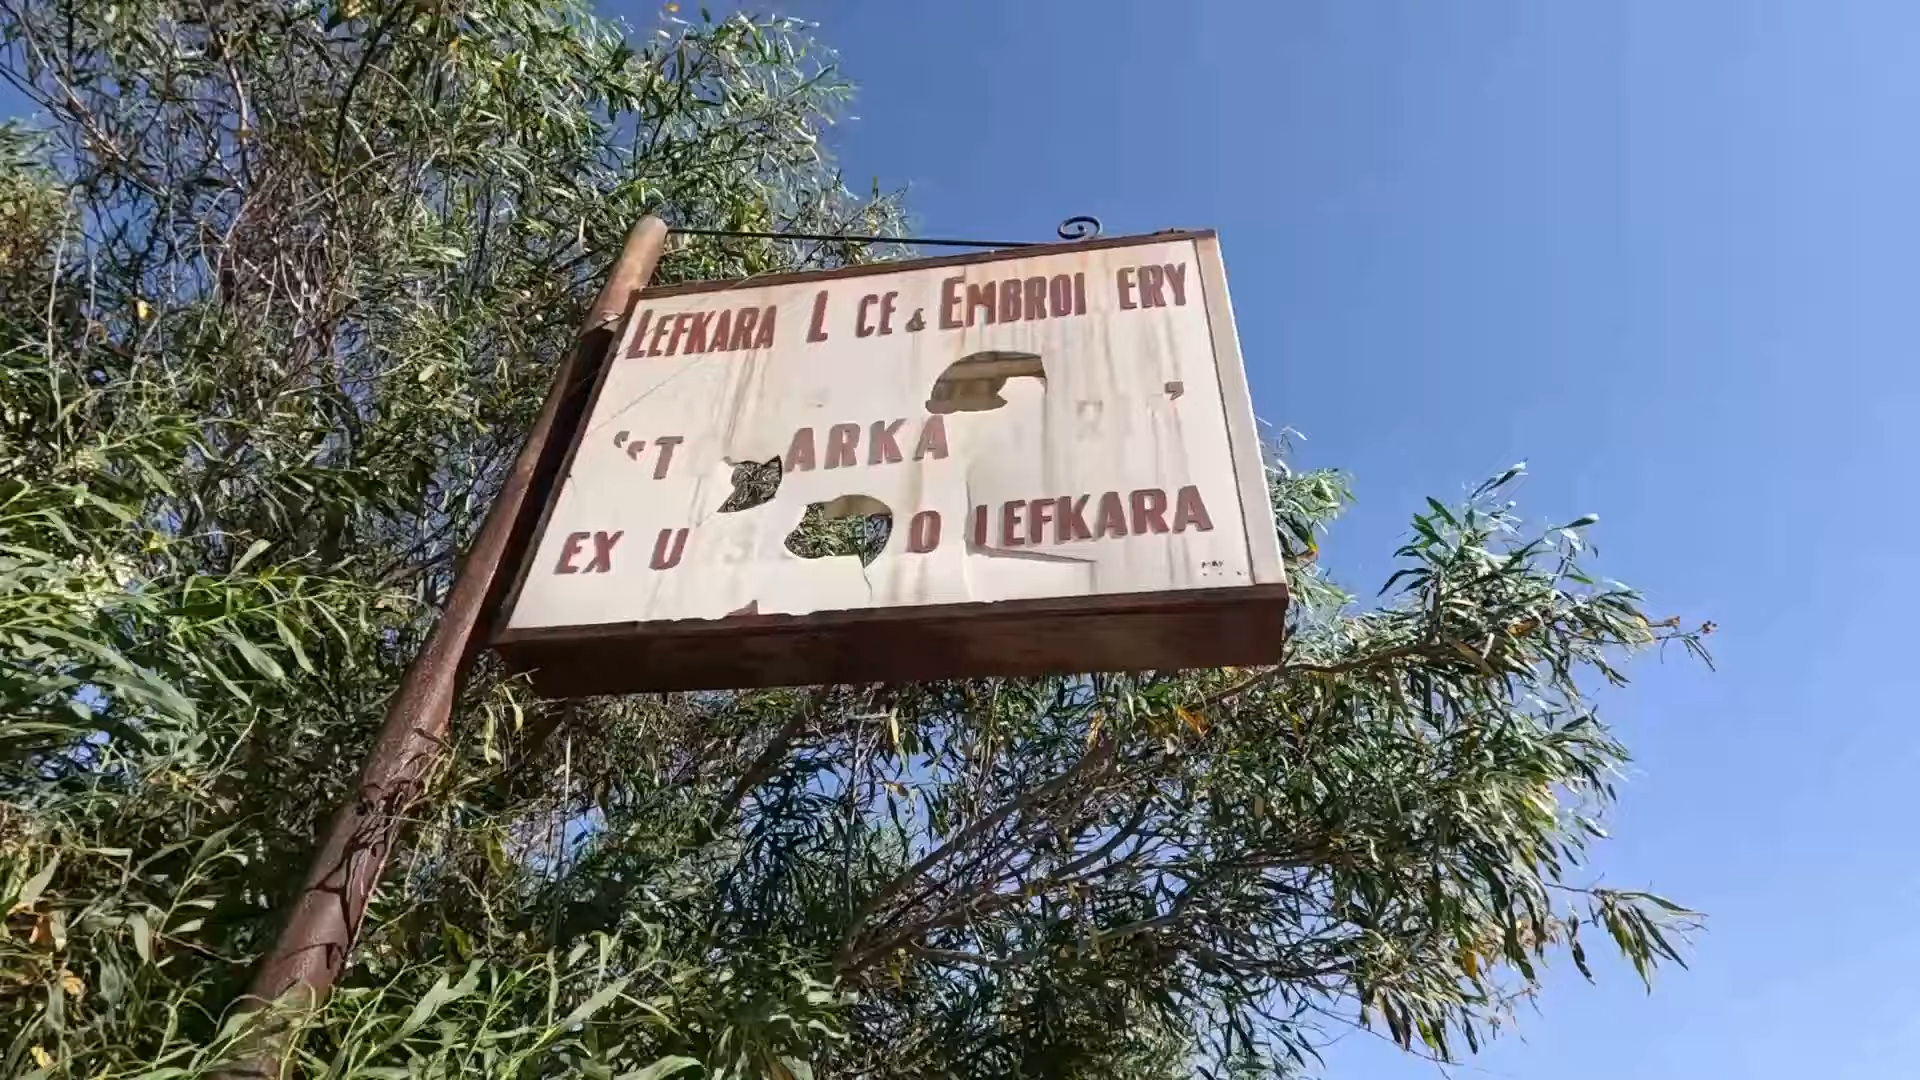 LEFKARA L CE & EMBROI ERY
“T ARKA ”
EX U S O LEFKARA